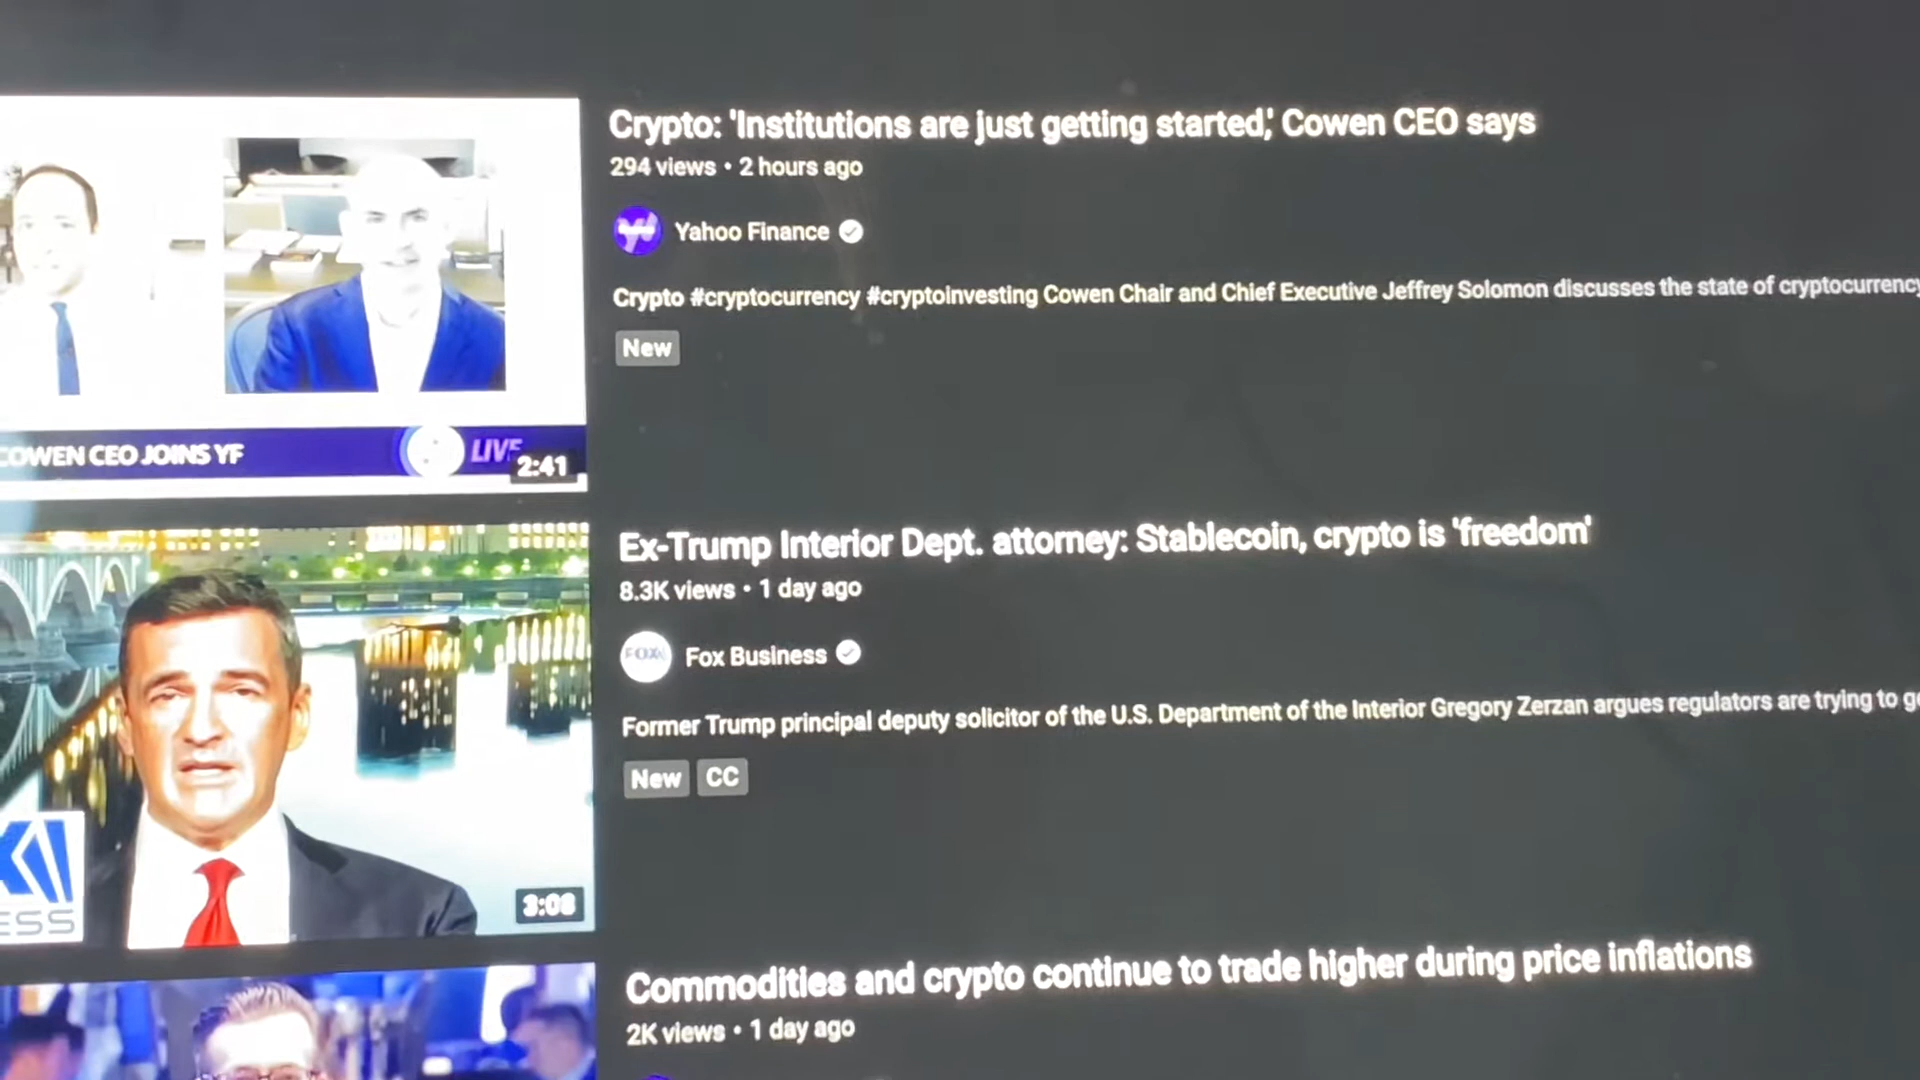 Crypto: 'Institutions are just getting started,' Cowen CEO says
294 views • 2 hours ago
Yahoo Finance
Crypto #cryptocurrency #cryptoinvesting Cowen Chair and Chief Executive Jeffrey Solomon discusses the state of cryptocurrency
New
COWEN CEO JOINS YF
LIVE
2:41
Ex-Trump Interior Dept. attorney: Stablecoin, crypto is 'freedom'
8.3K views • 1 day ago
FOX
Fox Business
Former Trump principal deputy solicitor of the U.S. Department of the Interior Gregory Zerzan argues regulators are trying to
New CC
ESS
3:08
Commodities and crypto continue to trade higher during price inflations
2K views • 1 day ago